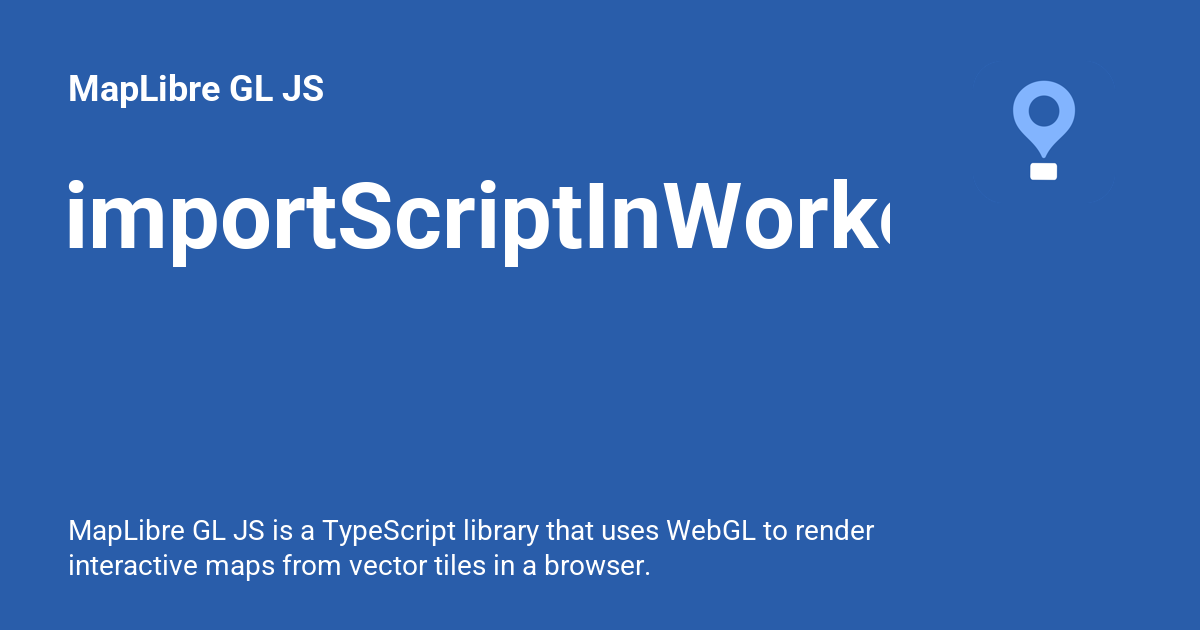 MapLibre GL JS
importScriptInWork
MapLibre GL JS is a TypeScript library that uses WebGL to render
interactive maps from vector tiles in a browser.